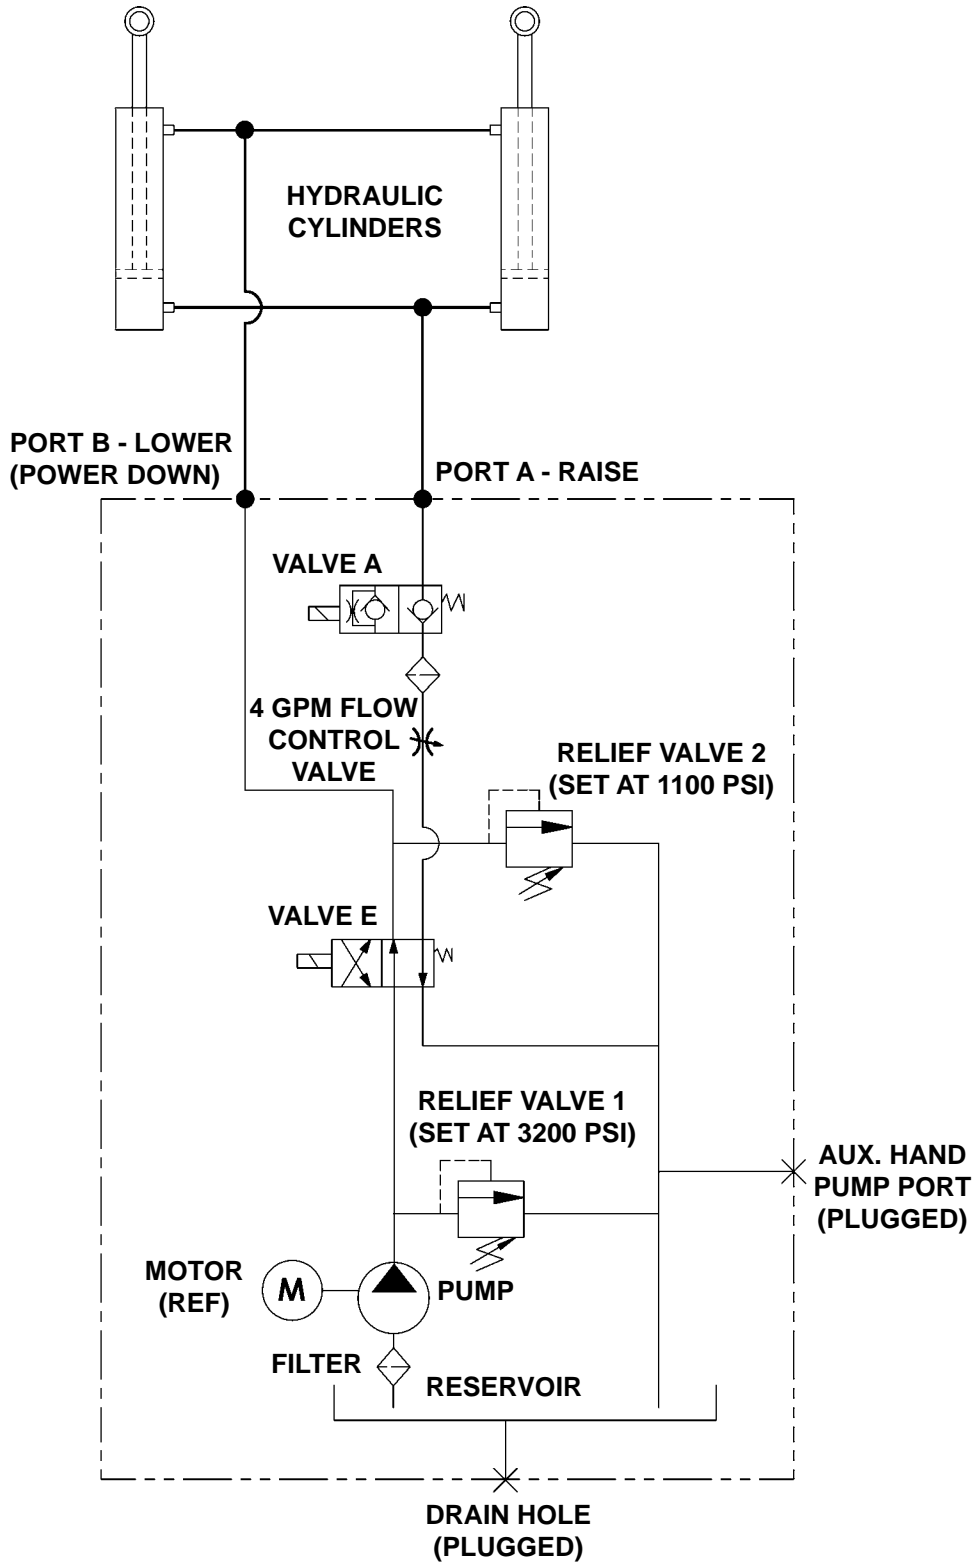 HYDRAULIC
CYLINDERS
PORT B - LOWER
(POWER DOWN)
PORT A - RAISE
VALVE A
4 GPM FLOW
CONTROL
VALVE
RELIEF VALVE 2
(SET AT 1100 PSI)
VALVE E
RELIEF VALVE 1
(SET AT 3200 PSI)
AUX. HAND
PUMP PORT
(PLUGGED)
MOTOR
(REF)
M
PUMP
FILTER
RESERVOIR
DRAIN HOLE
(PLUGGED)